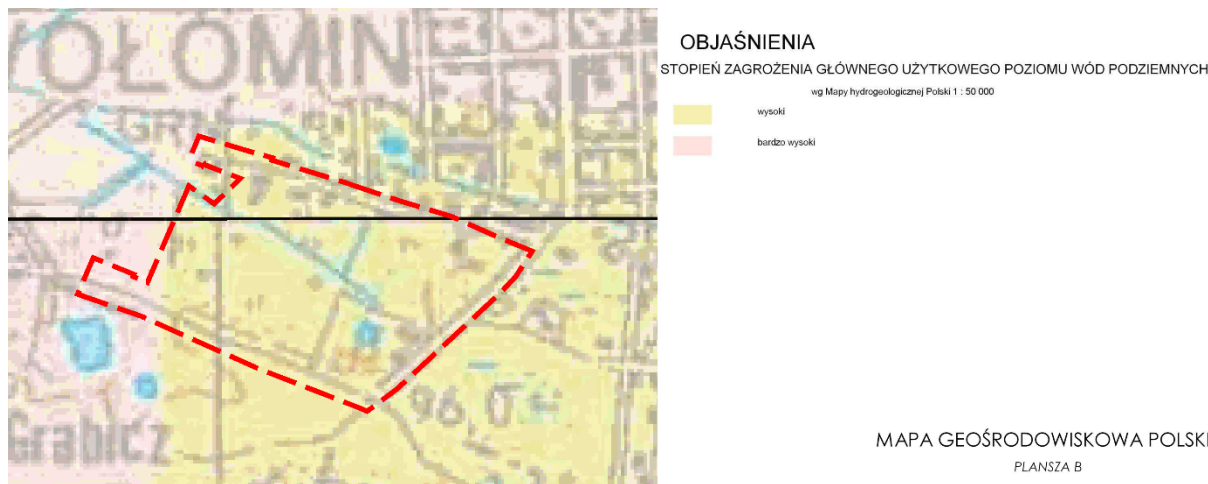 OŁOMIN
GR
96,0
Grabicz
OBJAŚNIENIA
STOPIEŃ ZAGROŻENIA GŁÓWNEGO UŻYTKOWEGO POZIOMU WÓD PODZIEMNYCH
wg Mapy hydrogeologicznej Polski 1 : 50 000
wysoki
bardzo wysoki
MAPA GEOŚRODOWISKOWA POLSKI
PLANSZA B